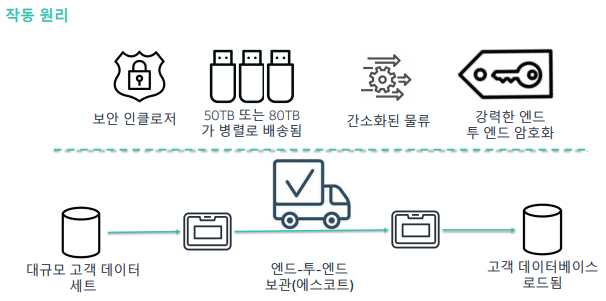 작동 원리
보안 인클로저
50TB 또는 80TB
가 병렬로 배송됨
간소화된 물류
강력한 엔드
투 엔드 암호화
대규모 고객 데이터
세트
엔드-투-엔드
보관(에스코트)
고객 데이터베이스
로드됨